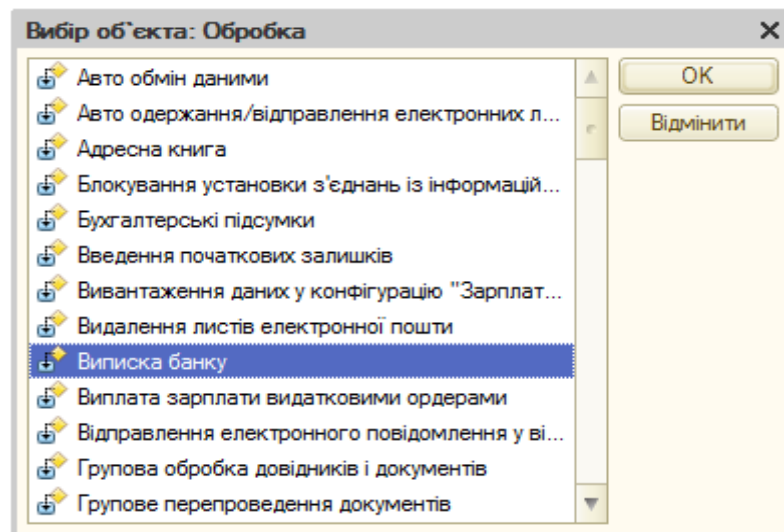 Вибір об`єкта: Обробка
Авто обмін даними
Авто одержання/відправлення електронних л...
Адресна книга
Блокування установки з'єднань із інформацій...
Бухгалтерські підсумки
Введення початкових залишків
Вивантаження даних у конфігурацію "Зарплат...
Видалення листів електронної пошти
Виписка банку
Виплата зарплати видатковими ордерами
Відправлення електронного повідомлення у ві...
Групова обробка довідників і документів
Групове перепроведення документів
OK
Відмінити